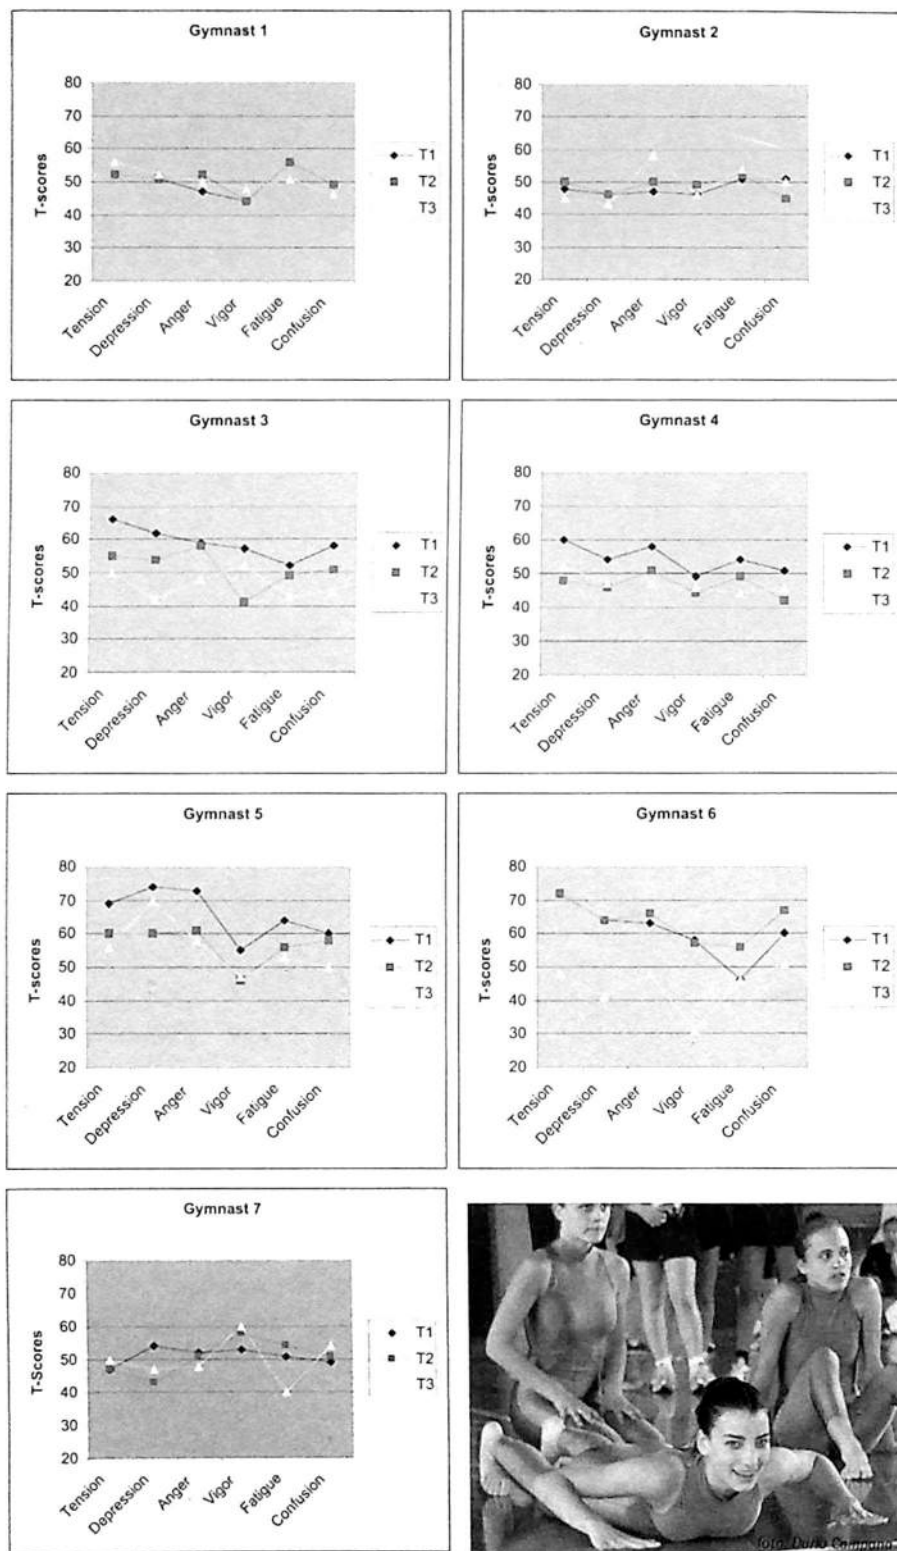 Gymnast 1
80
70
60
50
40
30
20
T-scores
Tension
Depression
Anger
Vigor
Fatigue
Confusion
T1
T2
T3
Gymnast 2
80
70
60
50
40
30
20
T-scores
Tension
Depression
Anger
Vigor
Fatigue
Confusion
T1
T2
T3
Gymnast 3
80
70
60
50
40
30
20
T-scores
Tension
Depression
Anger
Vigor
Fatigue
Confusion
T1
T2
T3
Gymnast 4
80
70
60
50
40
30
20
T-scores
Tension
Depression
Anger
Vigor
Fatigue
Confusion
T1
T2
T3
Gymnast 5
80
70
60
50
40
30
20
T-scores
Tension
Depression
Anger
Vigor
Fatigue
Confusion
T1
T2
T3
Gymnast 6
80
70
60
50
40
30
20
T-scores
Tension
Depression
Anger
Vigor
Fatigue
Confusion
T1
T2
T3
Gymnast 7
80
70
60
50
40
30
20
T-Scores
Tension
Depression
Anger
Vigor
Fatigue
Confusion
T1
T2
T3
foto